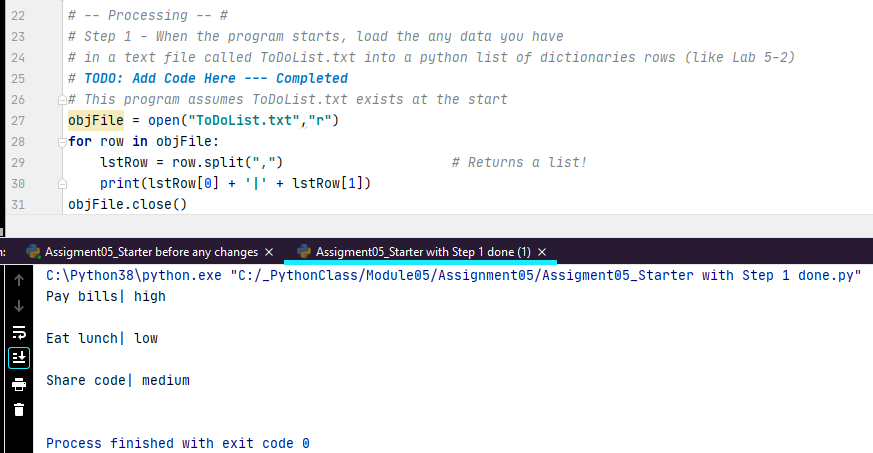 22 # -- Processing -- #
23 # Step 1 - When the program starts, load the any data you have
24 # in a text file called ToDoList.txt into a python list of dictionaries rows (like Lab 5-2)
25 # TODO: Add Code Here --- Completed
26 # This program assumes ToDoList.txt exists at the start
27 objFile = open("ToDoList.txt","r")
28 for row in objFile:
29     lstRow = row.split(",")                     # Returns a list!
30     print(lstRow[0] + '|' + lstRow[1])
31 objFile.close()
n: Assigment05_Starter before any changes × Assigment05_Starter with Step 1 done (1) ×
C:\Python38\python.exe "C:/_PythonClass/Module05/Assignment05/Assigment05_Starter with Step 1 done.py"
Pay bills| high
Eat lunch| low
Share code| medium
Process finished with exit code 0